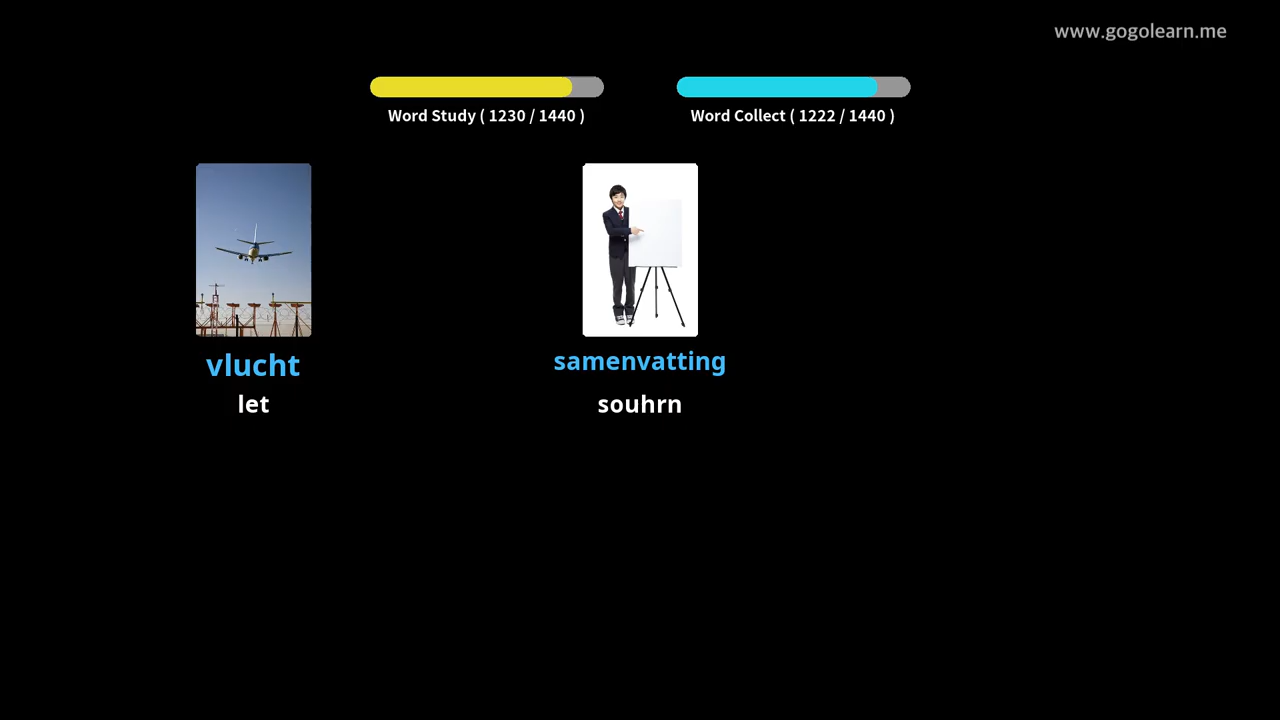 www.gogolearn.me
Word Study ( 1230 / 1440 )
Word Collect ( 1222 / 1440 )
vlucht
let
samenvatting
souhrn